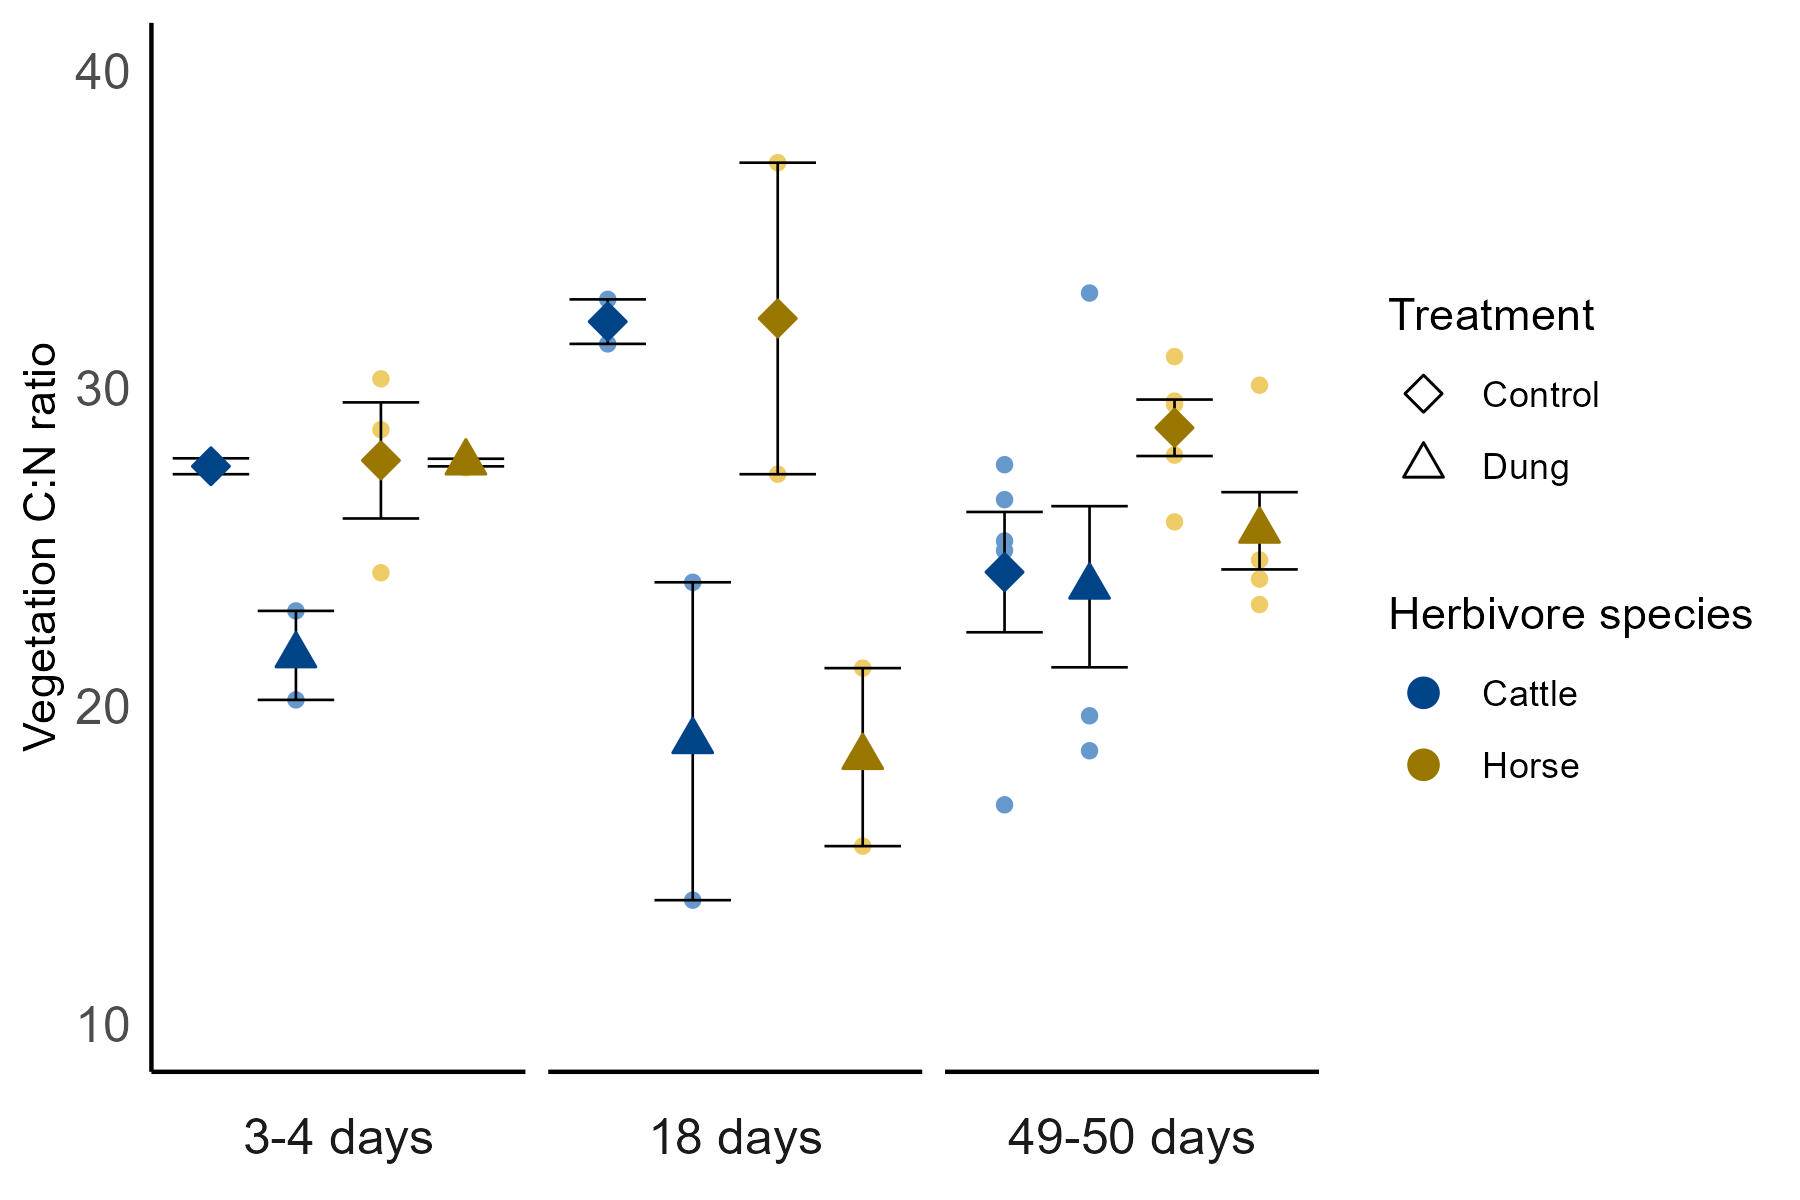 Vegetation C:N ratio
40
30
20
10
3-4 days
18 days
49-50 days
Treatment
Control
Dung
Herbivore species
Cattle
Horse